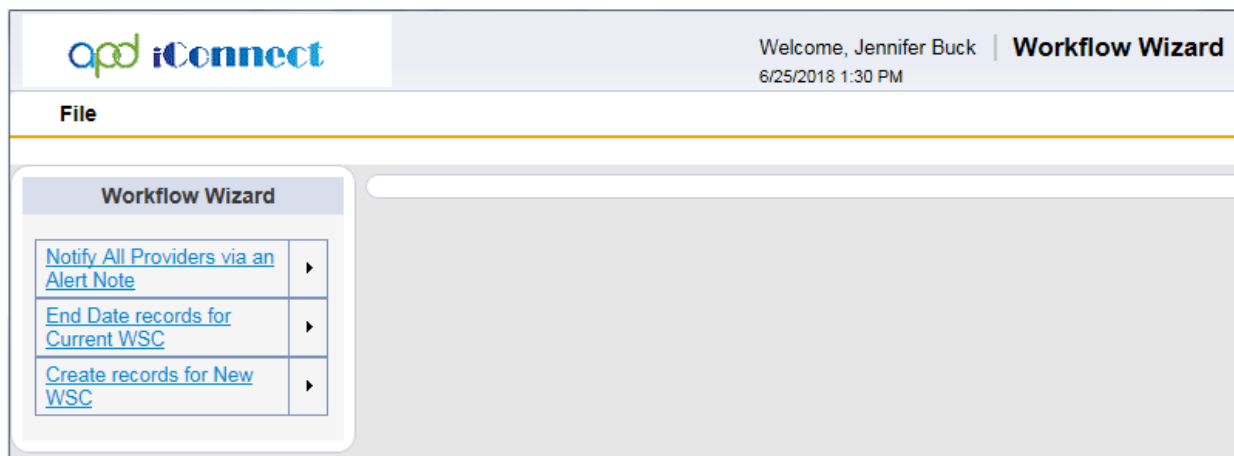 apd iConnect
Welcome, Jennifer Buck
Workflow Wizard
6/25/2018 1:30 PM
File
Workflow Wizard
Notify All Providers via an
Alert Note
End Date records for
Current WSC
Create records for New
WSC